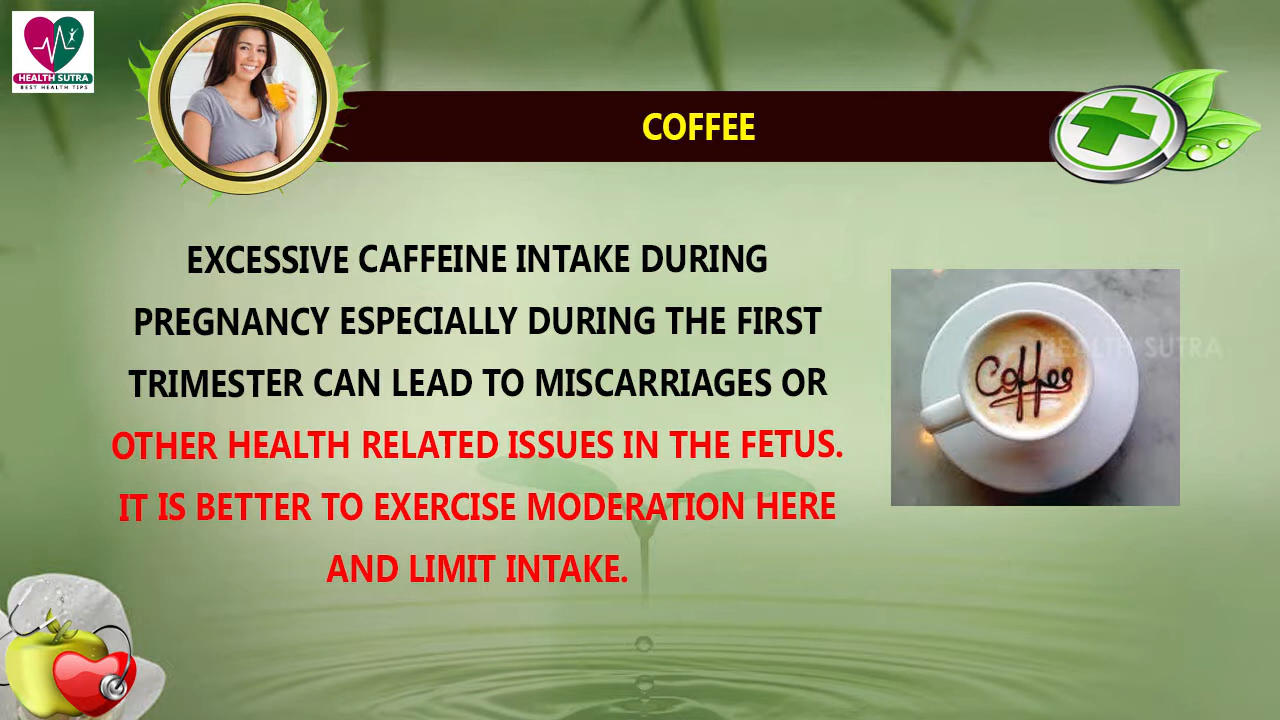 HEALTH SUTRA
BEST HEALTH TIPS
COFFEE
EXCESSIVE CAFFEINE INTAKE DURING
PREGNANCY ESPECIALLY DURING THE FIRST
TRIMESTER CAN LEAD TO MISCARRIAGES OR
OTHER HEALTH RELATED ISSUES IN THE FETUS.
IT IS BETTER TO EXERCISE MODERATION HERE
AND LIMIT INTAKE.
Coffee
HEALTH SUTRA